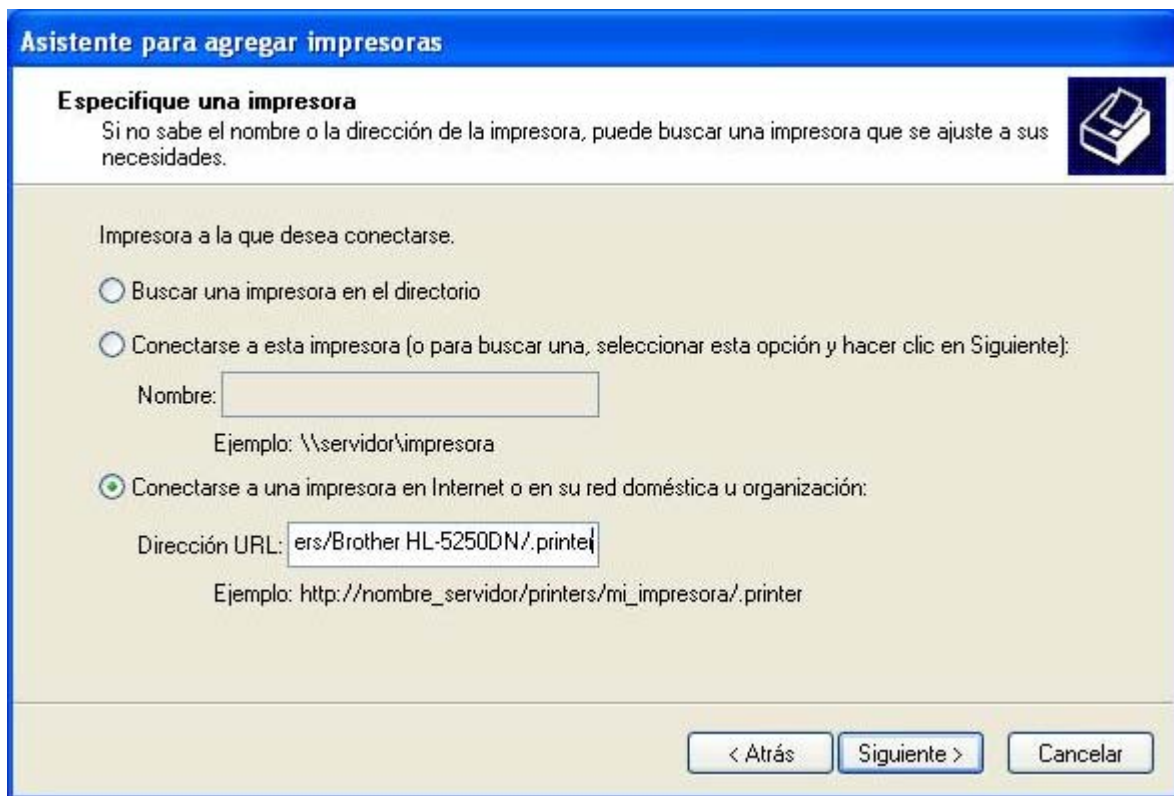 Asistente para agregar impresoras
Especifique una impresora
Si no sabe el nombre o la dirección de la impresora, puede buscar una impresora que se ajuste a sus
necesidades.
Impresora a la que desea conectarse.
Buscar una impresora en el directorio
Conectarse a esta impresora (o para buscar una, seleccionar esta opción y hacer clic en Siguiente):
Nombre:
Ejemplo: \\servidor\impresora
Conectarse a una impresora en Internet o en su red doméstica u organización:
Dirección URL: ers/Brother HL-5250DN/.printer
Ejemplo: http://nombre_servidor/printers/mi_impresora/.printer
< Atrás Siguiente > Cancelar